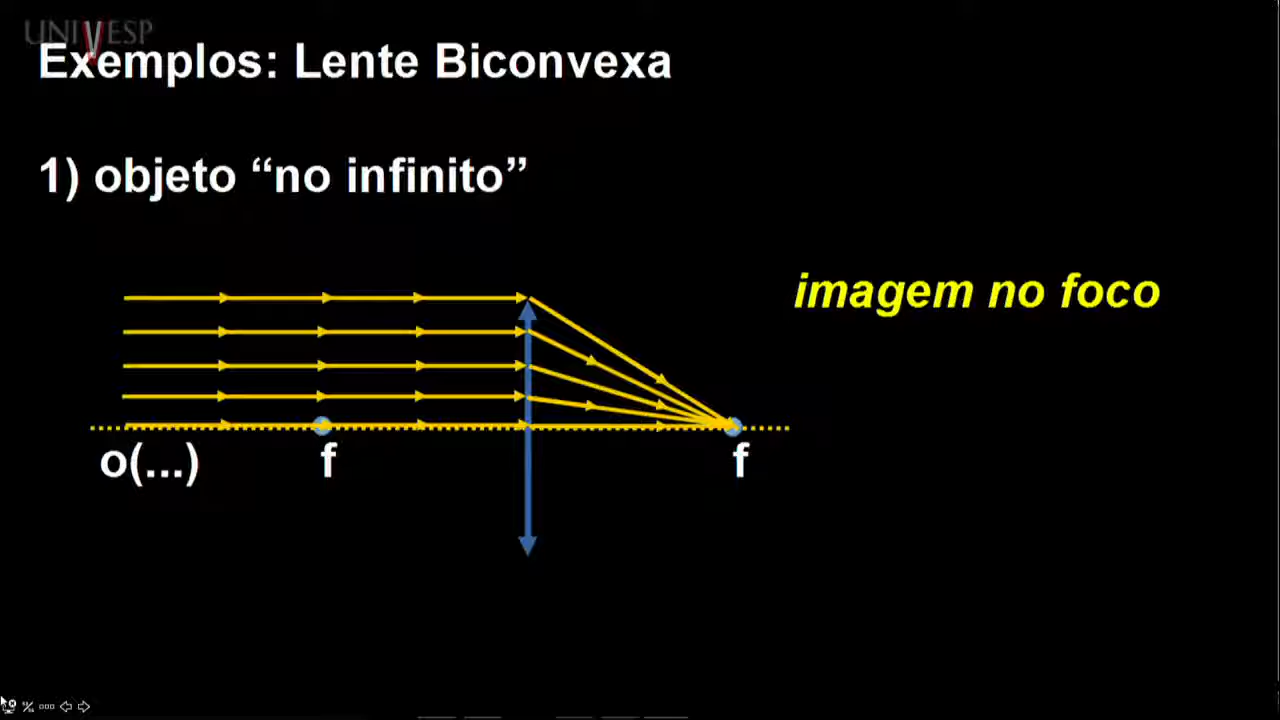 UNIVESP
Exemplos: Lente Biconvexa
1) objeto “no infinito”
imagem no foco
o(...)
f
f